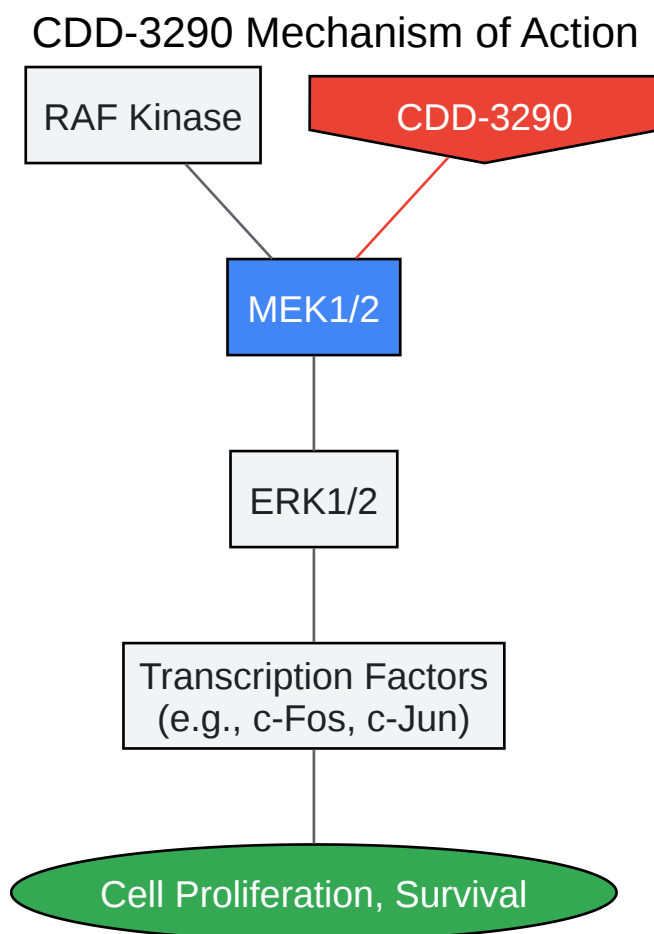 CDD-3290 Mechanism of Action
RAF Kinase
CDD-3290
MEK1/2
ERK1/2
Transcription Factors
(e.g., c-Fos, c-Jun)
Cell Proliferation, Survival